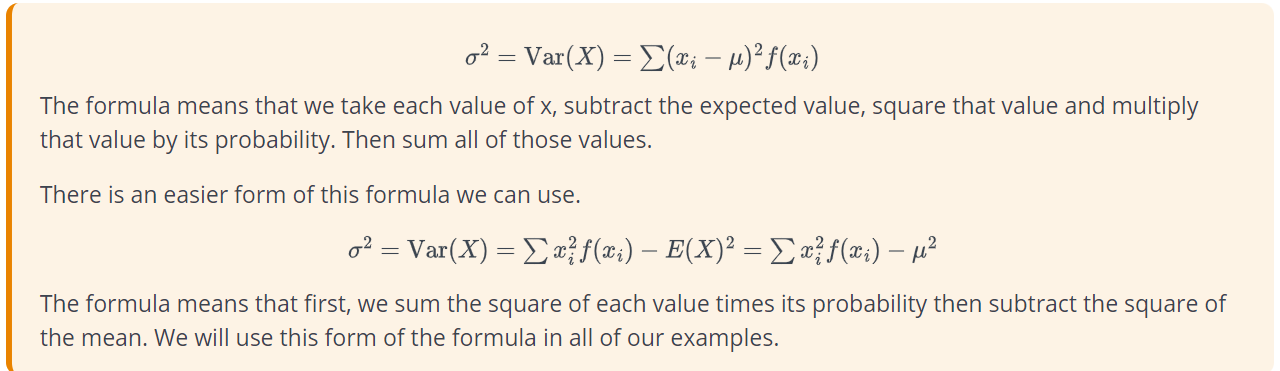 σ² = Var(X) = ∑(xᵢ − μ)²f(xᵢ)
The formula means that we take each value of x, subtract the expected value, square that value and multiply
that value by its probability. Then sum all of those values.
There is an easier form of this formula we can use.
σ² = Var(X) = ∑ xᵢ²f(xᵢ) − E(X)² = ∑ xᵢ²f(xᵢ) − μ²
The formula means that first, we sum the square of each value times its probability then subtract the square of
the mean. We will use this form of the formula in all of our examples.